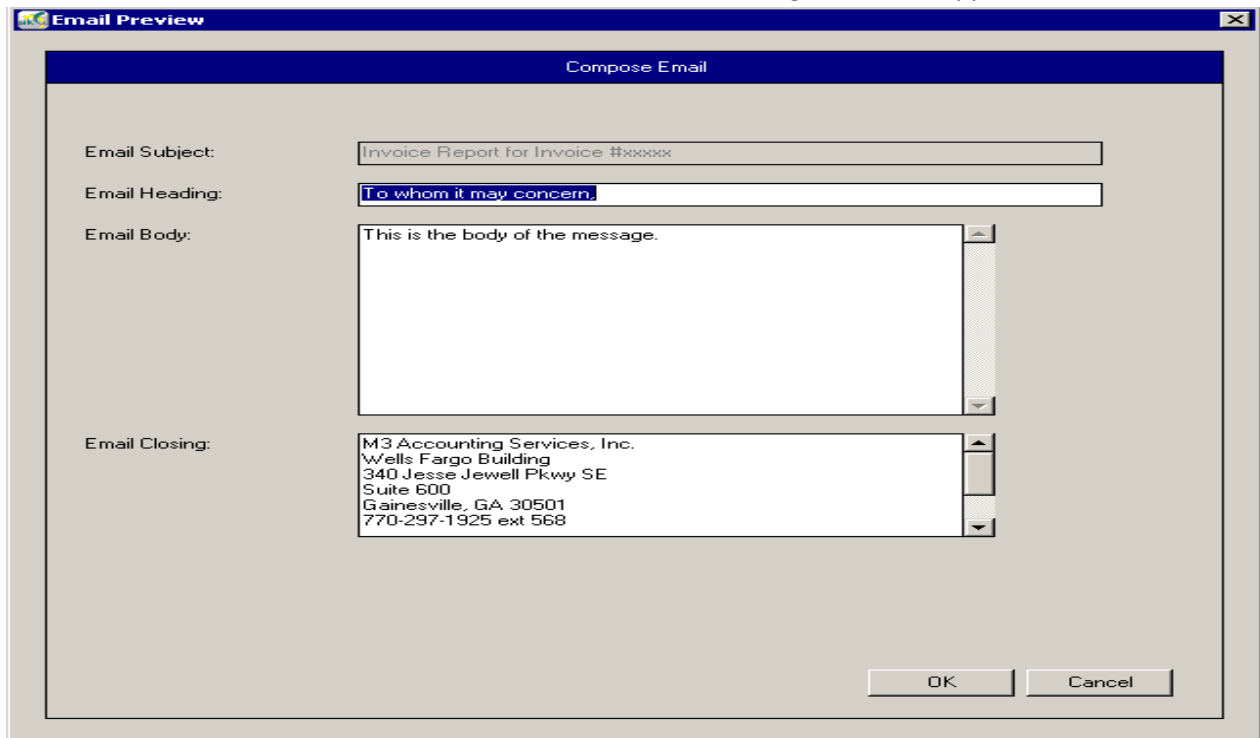 Email Preview
Compose Email
Email Subject: Invoice Report for Invoice #xxxxx
Email Heading: To whom it may concern,
Email Body: This is the body of the message.
Email Closing: M3 Accounting Services, Inc.
Wells Fargo Building
340 Jesse Jewell Pkwy SE
Suite 600
Gainesville, GA 30501
770-297-1925 ext 568
OK Cancel